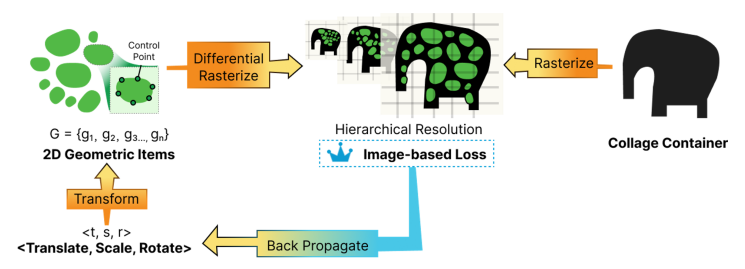 Control
Point
Differential
Rasterize
Rasterize
G = {g1, g2, g3..., gn}
2D Geometric Items
Hierarchical Resolution
Image-based Loss
Collage Container
Transform
<t, s, r>
<Translate, Scale, Rotate>
Back Propagate